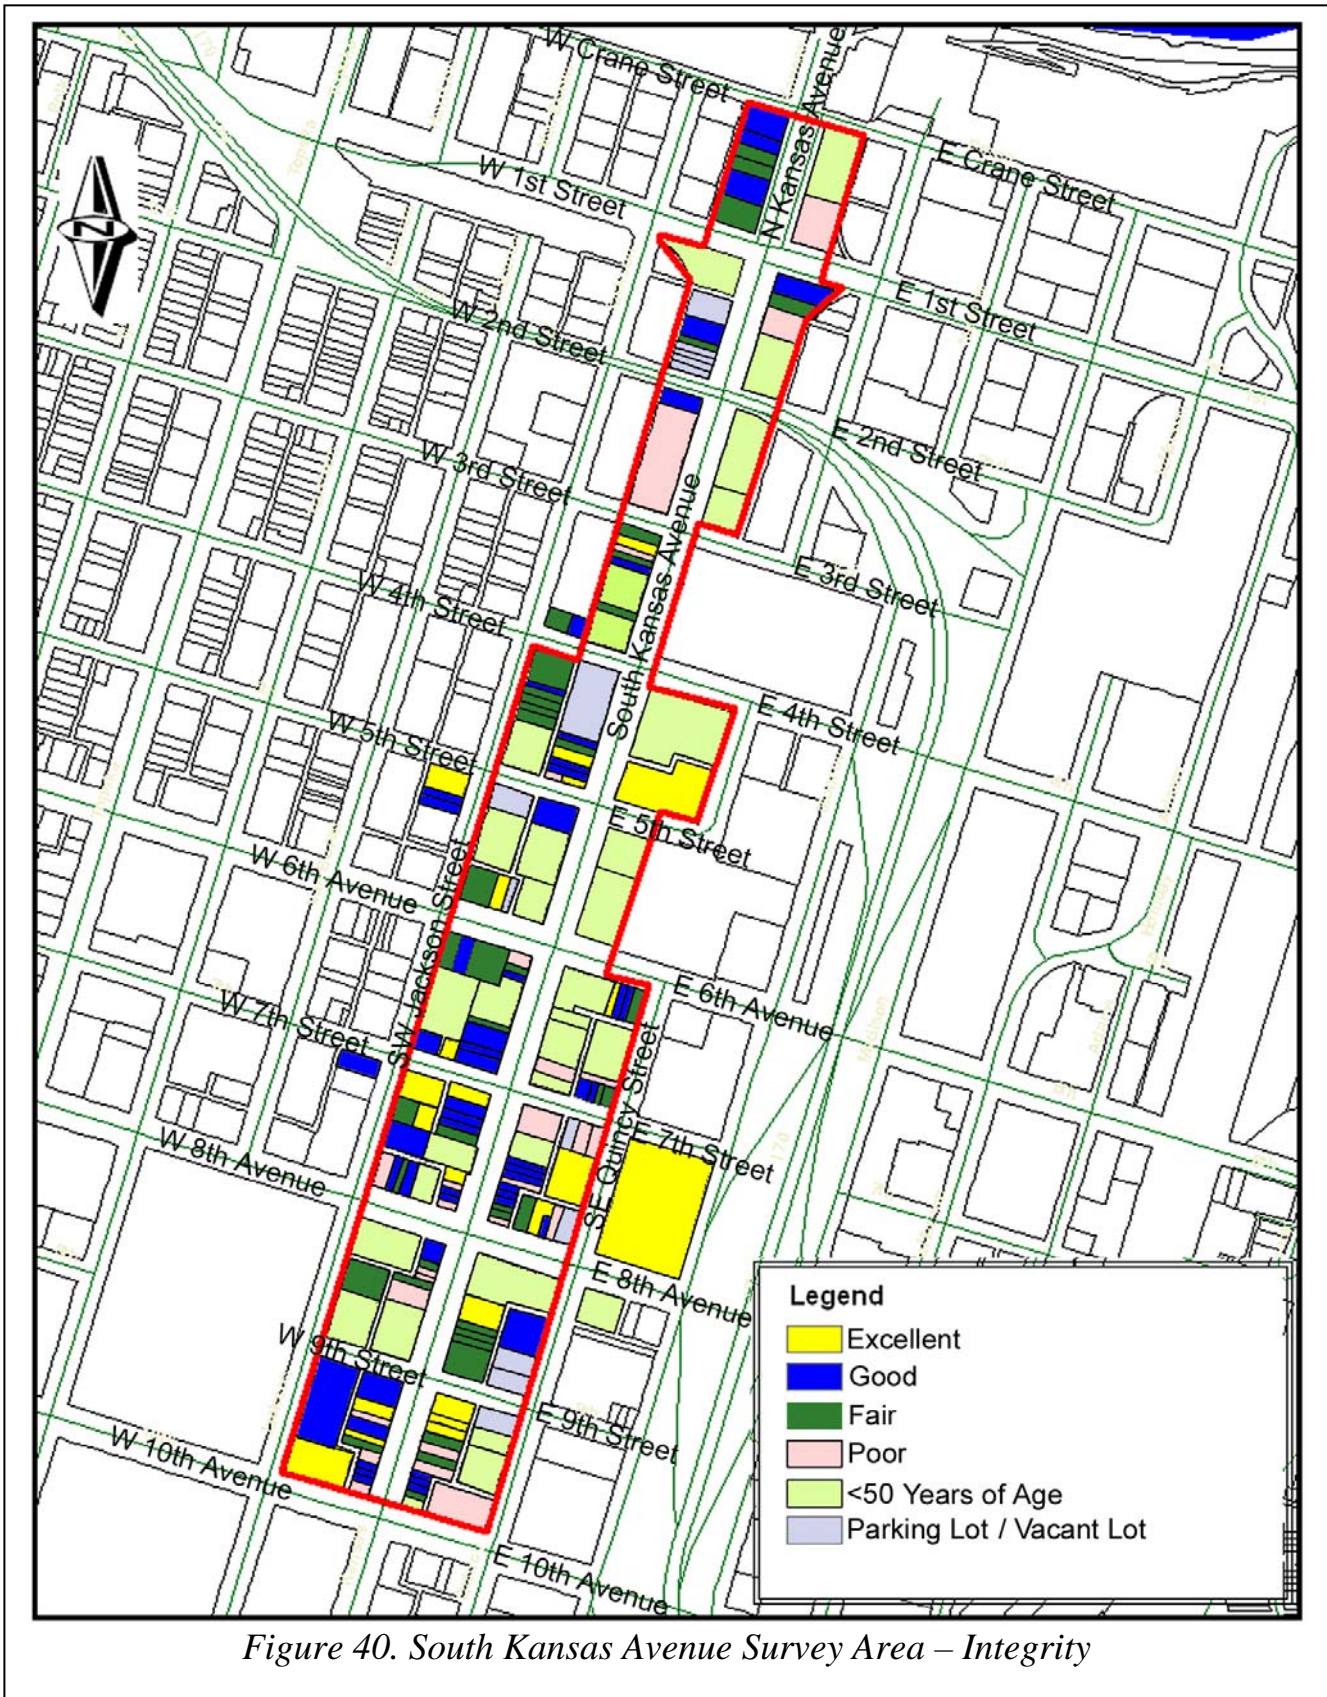 W Crane Street
N Kansas Avenue
E Crane Street
W 1st Street
E 1st Street
N
W 2nd Street
E 2nd Street
W 3rd Street
E 3rd Street
South Kansas Avenue
W 4th Street
E 4th Street
W 5th Street
E 5th Street
W 6th Avenue
SW Jackson Street
E 6th Avenue
W 7th Street
SE Quincy Street
E 7th Street
W 8th Avenue
E 8th Avenue
W 9th Street
E 9th Street
W 10th Avenue
E 10th Avenue
Legend
Excellent
Good
Fair
Poor
<50 Years of Age
Parking Lot / Vacant Lot
Figure 40. South Kansas Avenue Survey Area – Integrity